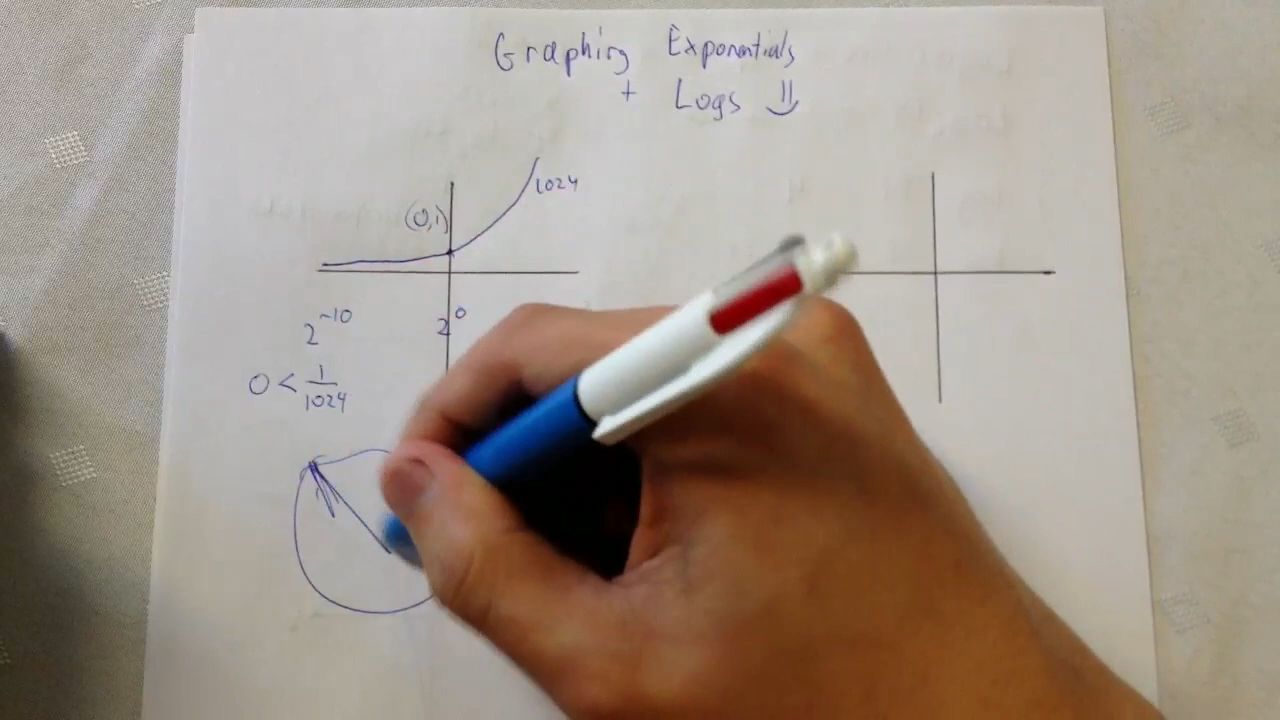 Graphing Exponentials
+ Logs
1024
(0,1)
2^-10
2^0
0 < 1/1024